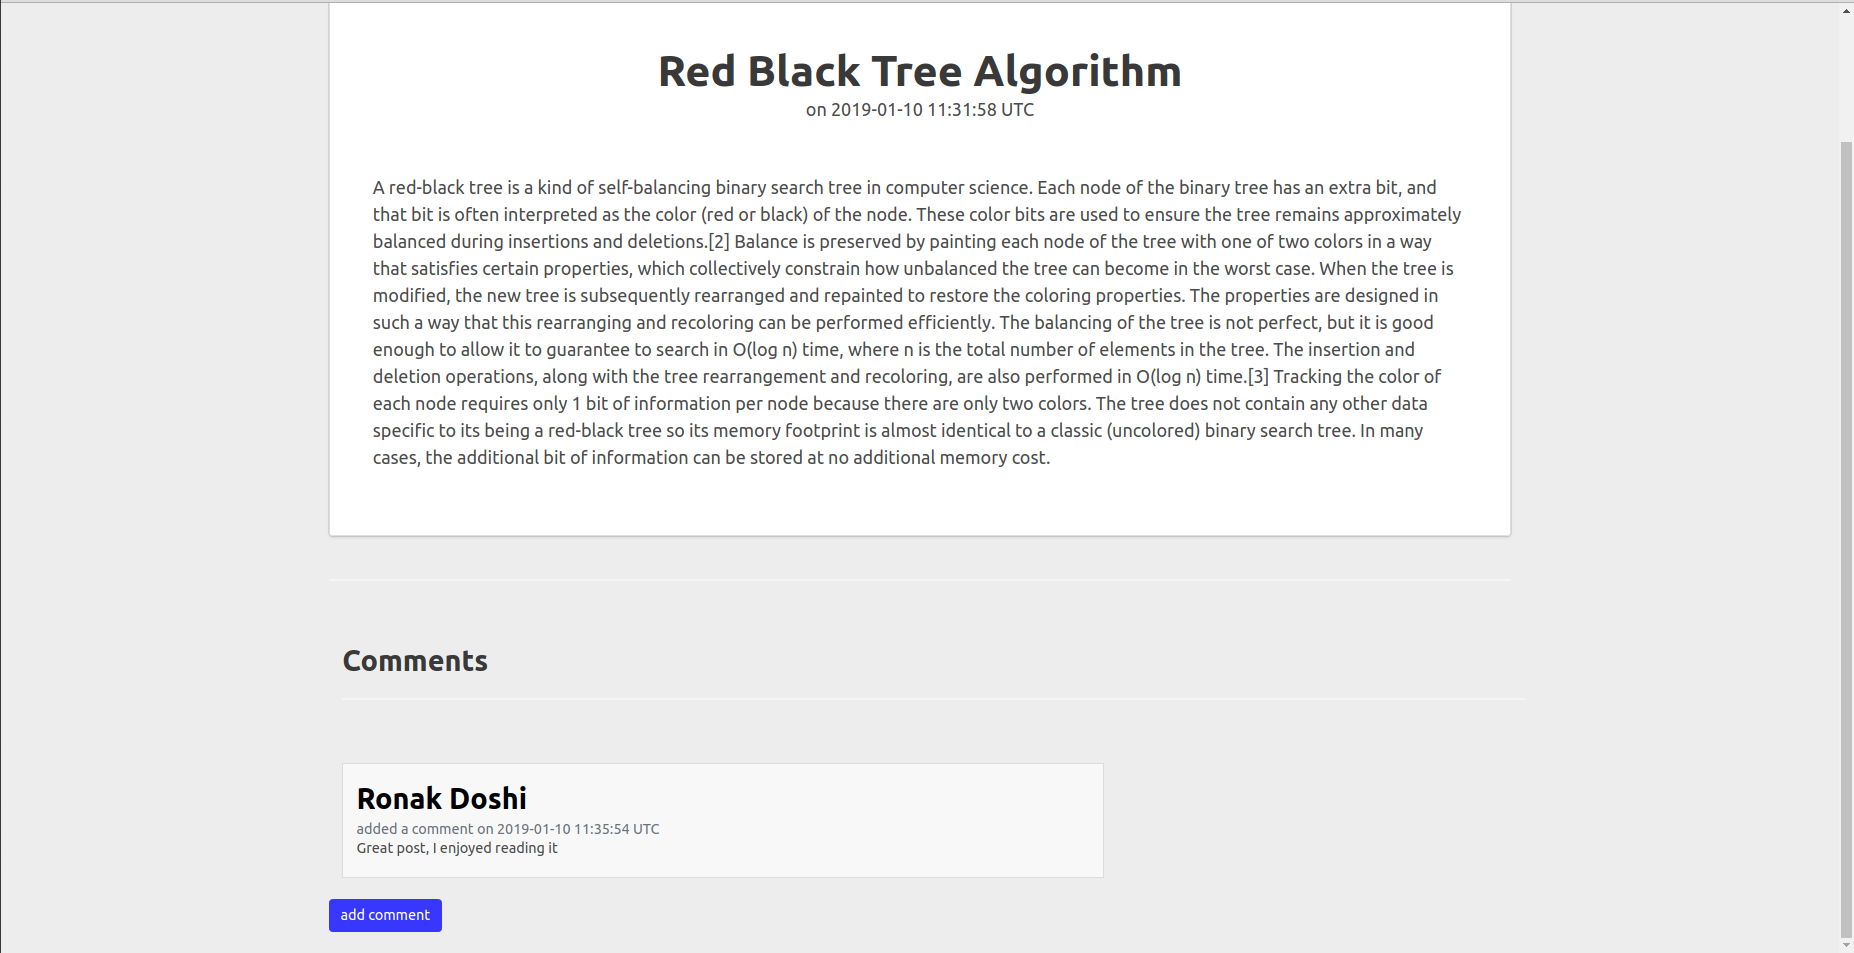 Red Black Tree Algorithm
on 2019-01-10 11:31:58 UTC
A red-black tree is a kind of self-balancing binary search tree in computer science. Each node of the binary tree has an extra bit, and
that bit is often interpreted as the color (red or black) of the node. These color bits are used to ensure the tree remains approximately
balanced during insertions and deletions.[2] Balance is preserved by painting each node of the tree with one of two colors in a way
that satisfies certain properties, which collectively constrain how unbalanced the tree can become in the worst case. When the tree is
modified, the new tree is subsequently rearranged and repainted to restore the coloring properties. The properties are designed in
such a way that this rearranging and recoloring can be performed efficiently. The balancing of the tree is not perfect, but it is good
enough to allow it to guarantee to search in O(log n) time, where n is the total number of elements in the tree. The insertion and
deletion operations, along with the tree rearrangement and recoloring, are also performed in O(log n) time.[3] Tracking the color of
each node requires only 1 bit of information per node because there are only two colors. The tree does not contain any other data
specific to its being a red-black tree so its memory footprint is almost identical to a classic (uncolored) binary search tree. In many
cases, the additional bit of information can be stored at no additional memory cost.
Comments
Ronak Doshi
added a comment on 2019-01-10 11:35:54 UTC
Great post, I enjoyed reading it
add comment